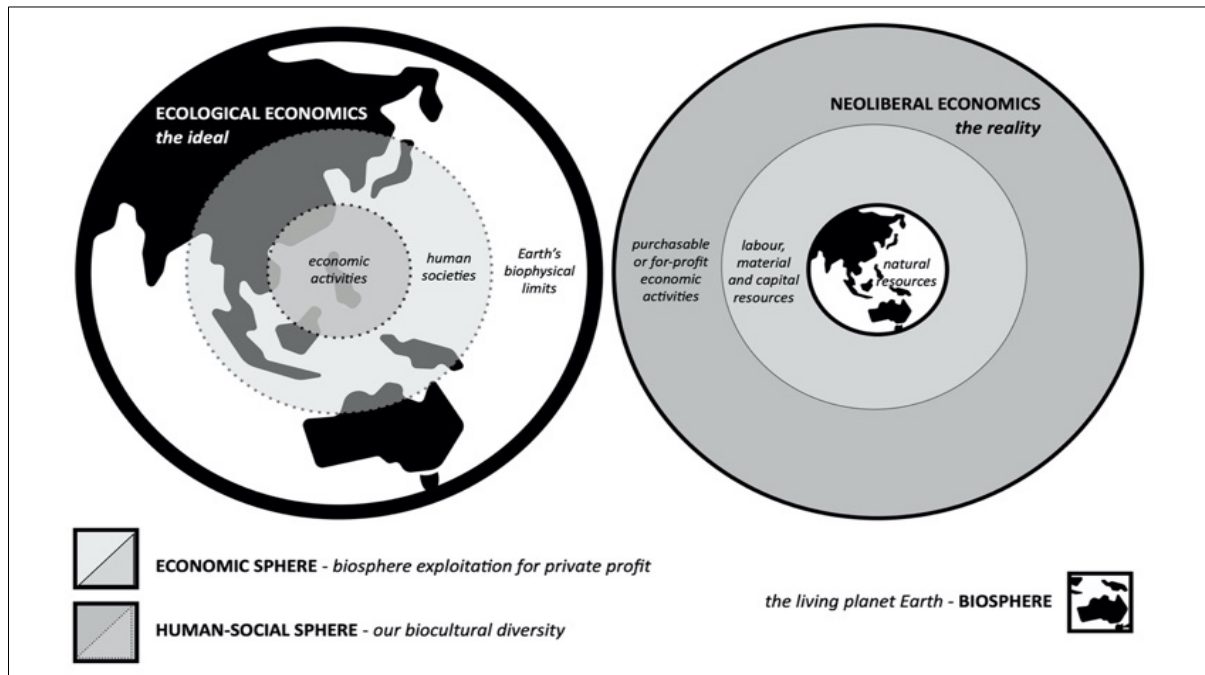 ECOLOGICAL ECONOMICS
the ideal
economic
activities
human
societies
Earth's
biophysical
limits
NEOLIBERAL ECONOMICS
the reality
purchasable
or for-profit
economic
activities
labour,
material
and capital
resources
natural
resources
ECONOMIC SPHERE - biosphere exploitation for private profit
HUMAN-SOCIAL SPHERE - our biocultural diversity
the living planet Earth - BIOSPHERE